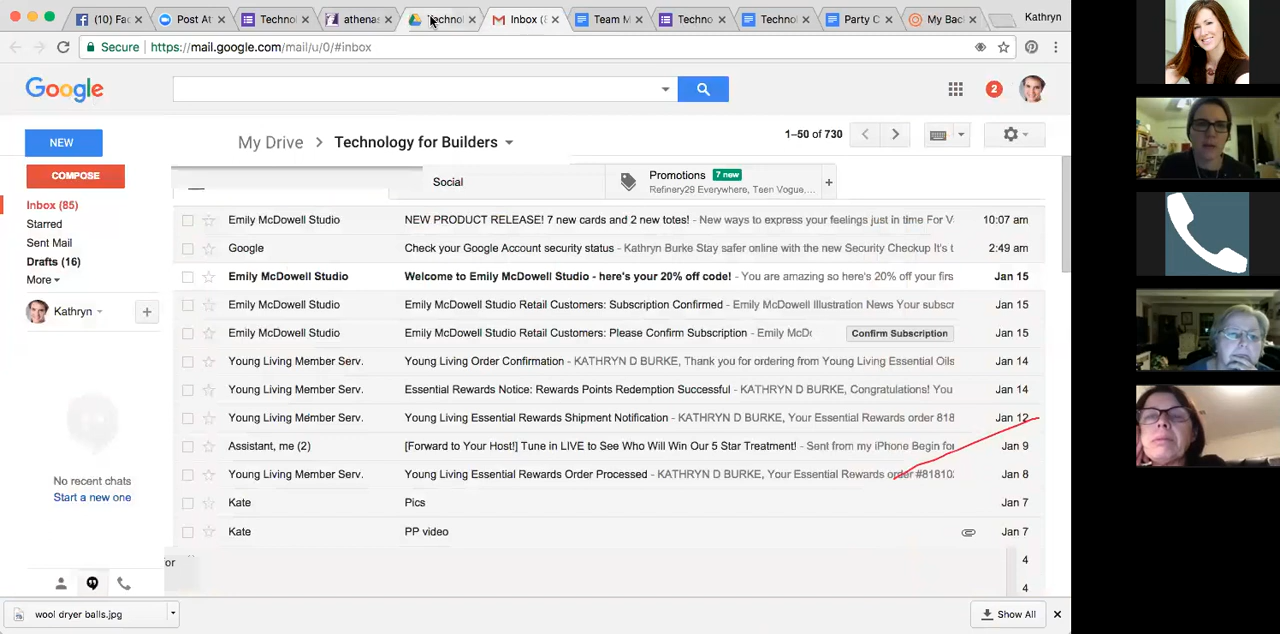 (10) Fac
Post At
Techno
athenas
Technol
Inbox (8
Team M
Techno
Technol
Party C
My Bac
Kathryn
Secure
https://mail.google.com/mail/u/0/#inbox
Google
2
NEW
My Drive > Technology for Builders
1–50 of 730
COMPOSE
Social
Promotions 7 new
Refinery29 Everywhere, Teen Vogue,...
+
Inbox (85)
Starred
Sent Mail
Drafts (16)
More
Kathryn
+
Emily McDowell Studio NEW PRODUCT RELEASE! 7 new cards and 2 new totes! - New ways to express your feelings just in time For V 10:07 am
Google Check your Google Account security status - Kathryn Burke Stay safer online with the new Security Checkup It's t 2:49 am
Emily McDowell Studio Welcome to Emily McDowell Studio - here's your 20% off code! - You are amazing so here's 20% off your firs Jan 15
Emily McDowell Studio Emily McDowell Studio Retail Customers: Subscription Confirmed - Emily McDowell Illustration News Your subscr Jan 15
Emily McDowell Studio Emily McDowell Studio Retail Customers: Please Confirm Subscription - Emily McDo Confirm Subscription Jan 15
Young Living Member Serv. Young Living Order Confirmation - KATHRYN D BURKE, Thank you for ordering from Young Living Essential Oils Jan 14
Young Living Member Serv. Essential Rewards Notice: Rewards Points Redemption Successful - KATHRYN D BURKE, Congratulations! You Jan 14
Young Living Member Serv. Young Living Essential Rewards Shipment Notification - KATHRYN D BURKE, Your Essential Rewards order 818 Jan 12
Assistant, me (2) [Forward to Your Host!] Tune in LIVE to See Who Will Win Our 5 Star Treatment! - Sent from my iPhone Begin for Jan 9
Young Living Member Serv. Young Living Essential Rewards Order Processed - KATHRYN D BURKE, Your Essential Rewards order #81810 Jan 8
Kate Pics Jan 7
Kate PP video Jan 7
No recent chats
Start a new one
or
4
4
wool dryer balls.jpg
Show All